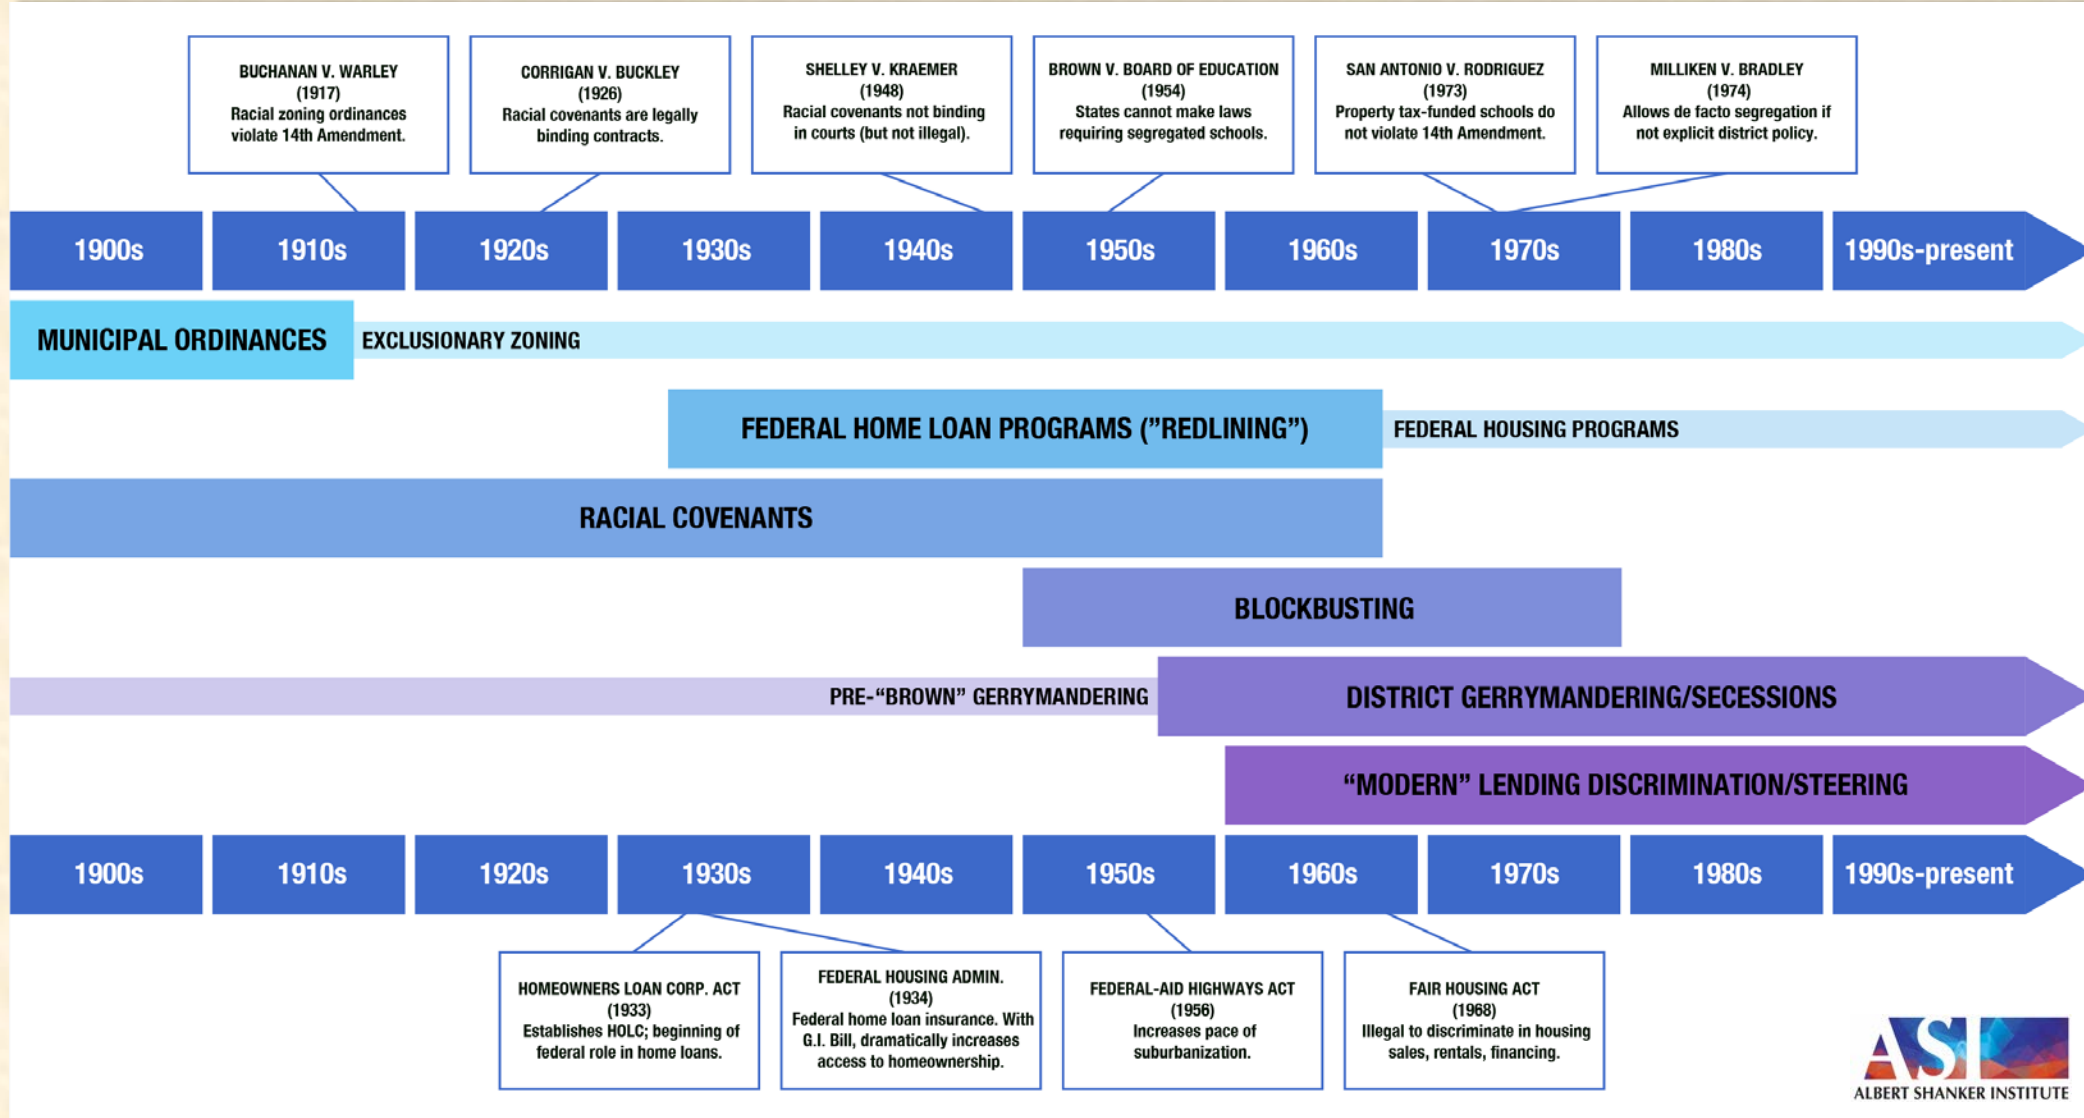 BUCHANAN V. WARLEY
(1917)
Racial zoning ordinances
violate 14th Amendment.
CORRIGAN V. BUCKLEY
(1926)
Racial covenants are legally
binding contracts.
SHELLEY V. KRAEMER
(1948)
Racial covenants not binding
in courts (but not illegal).
BROWN V. BOARD OF EDUCATION
(1954)
States cannot make laws
requiring segregated schools.
SAN ANTONIO V. RODRIGUEZ
(1973)
Property tax-funded schools do
not violate 14th Amendment.
MILLIKEN V. BRADLEY
(1974)
Allows de facto segregation if
not explicit district policy.
1900s
1910s
1920s
1930s
1940s
1950s
1960s
1970s
1980s
1990s-present
MUNICIPAL ORDINANCES
EXCLUSIONARY ZONING
FEDERAL HOME LOAN PROGRAMS (”REDLINING”)
FEDERAL HOUSING PROGRAMS
RACIAL COVENANTS
BLOCKBUSTING
PRE-“BROWN” GERRYMANDERING
DISTRICT GERRYMANDERING/SECESSIONS
“MODERN” LENDING DISCRIMINATION/STEERING
1900s
1910s
1920s
1930s
1940s
1950s
1960s
1970s
1980s
1990s-present
HOMEOWNERS LOAN CORP. ACT
(1933)
Establishes HOLC; beginning of
federal role in home loans.
FEDERAL HOUSING ADMIN.
(1934)
Federal home loan insurance. With
G.I. Bill, dramatically increases
access to homeownership.
FEDERAL-AID HIGHWAYS ACT
(1956)
Increases pace of
suburbanization.
FAIR HOUSING ACT
(1968)
Illegal to discriminate in housing
sales, rentals, financing.
ASI
ALBERT SHANKER INSTITUTE